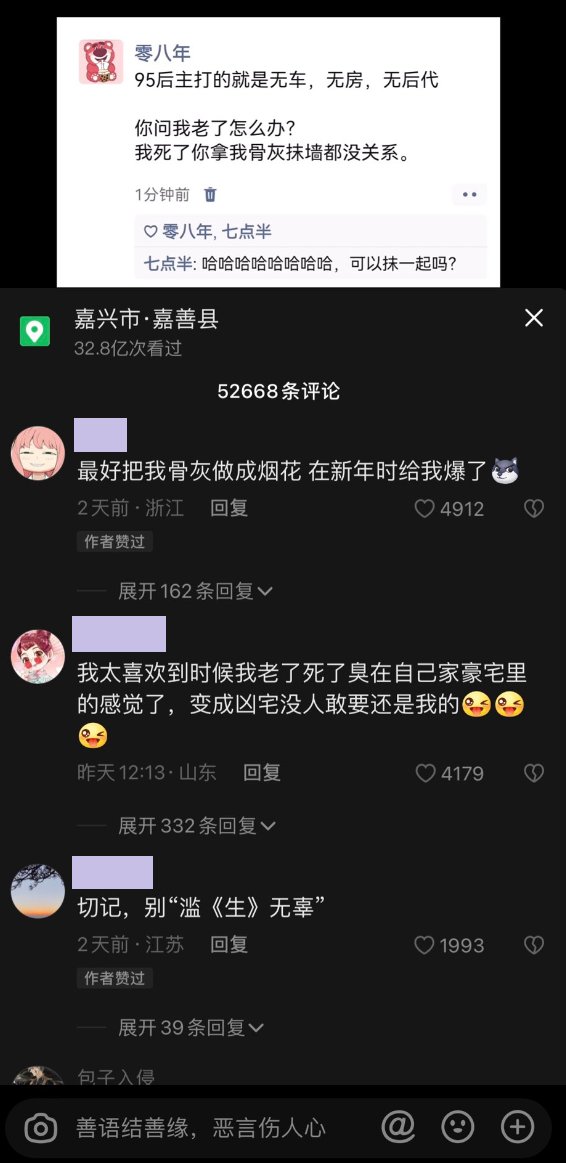 零八年
95后主打的就是无车，无房，无后代
你问我老了怎么办？
我死了你拿我骨灰抹墙都没关系。
1分钟前
零八年, 七点半
七点半: 哈哈哈哈哈哈哈哈，可以抹一起吗？
嘉兴市·嘉善县
32.8亿次看过
52668条评论
最好把我骨灰做成烟花 在新年时给我爆了
2天前·浙江 回复 4912
作者赞过
展开162条回复
我太喜欢到时候我老了死了臭在自己家豪宅里
的感觉了，变成凶宅没人敢要还是我的
昨天12:13·山东 回复 4179
展开332条回复
切记，别“滥《生》无辜”
2天前·江苏 回复 1993
作者赞过
展开39条回复
包子入侵
善语结善缘，恶言伤人心